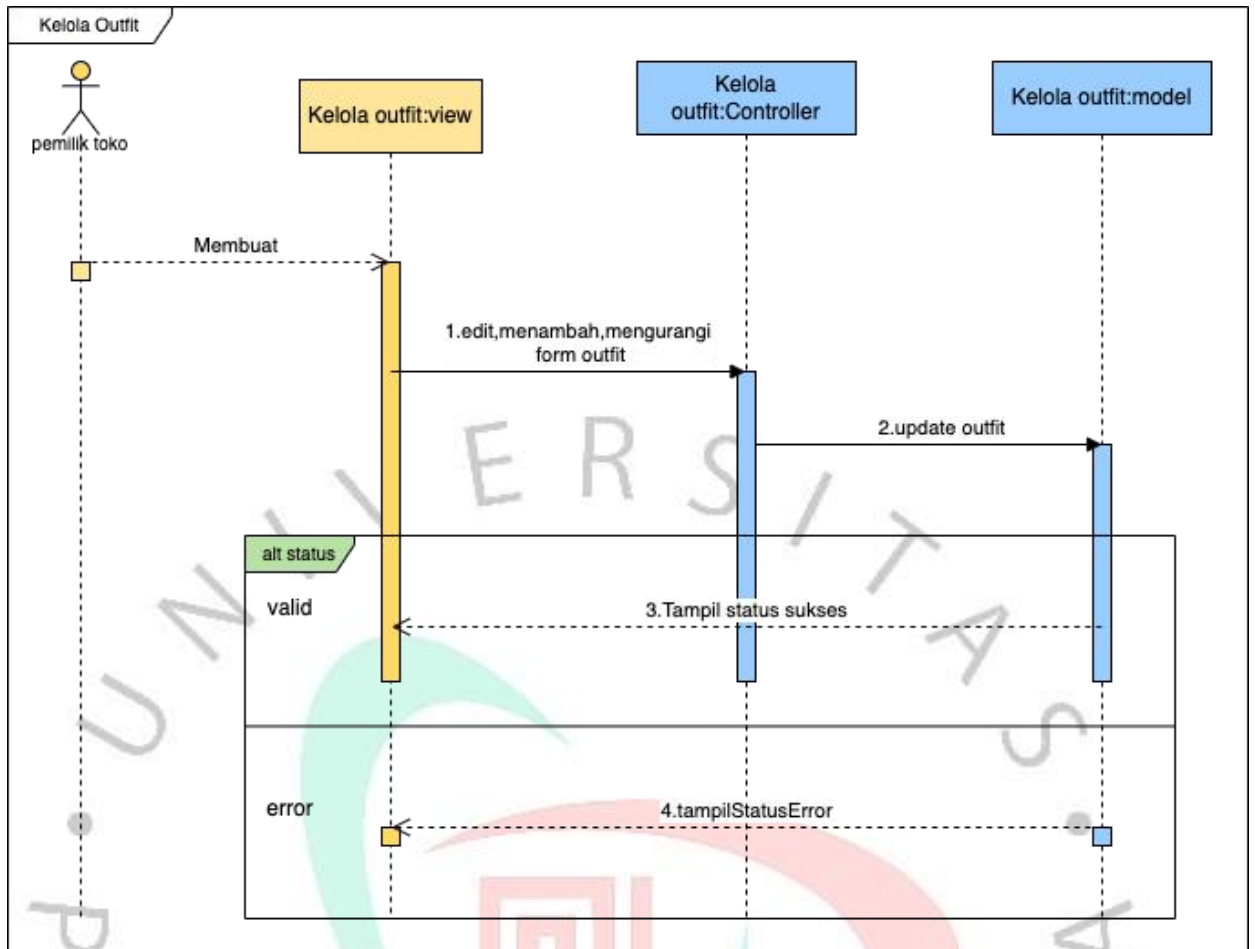 Kelola Outfit
pemilik toko
Kelola outfit:view
Kelola
outfit:Controller
Kelola outfit:model
Membuat
1.edit,menambah,mengurangi
form outfit
2.update outfit
alt status
valid
3.Tampil status sukses
error
4.tampilStatusError
UNIVERSITAS